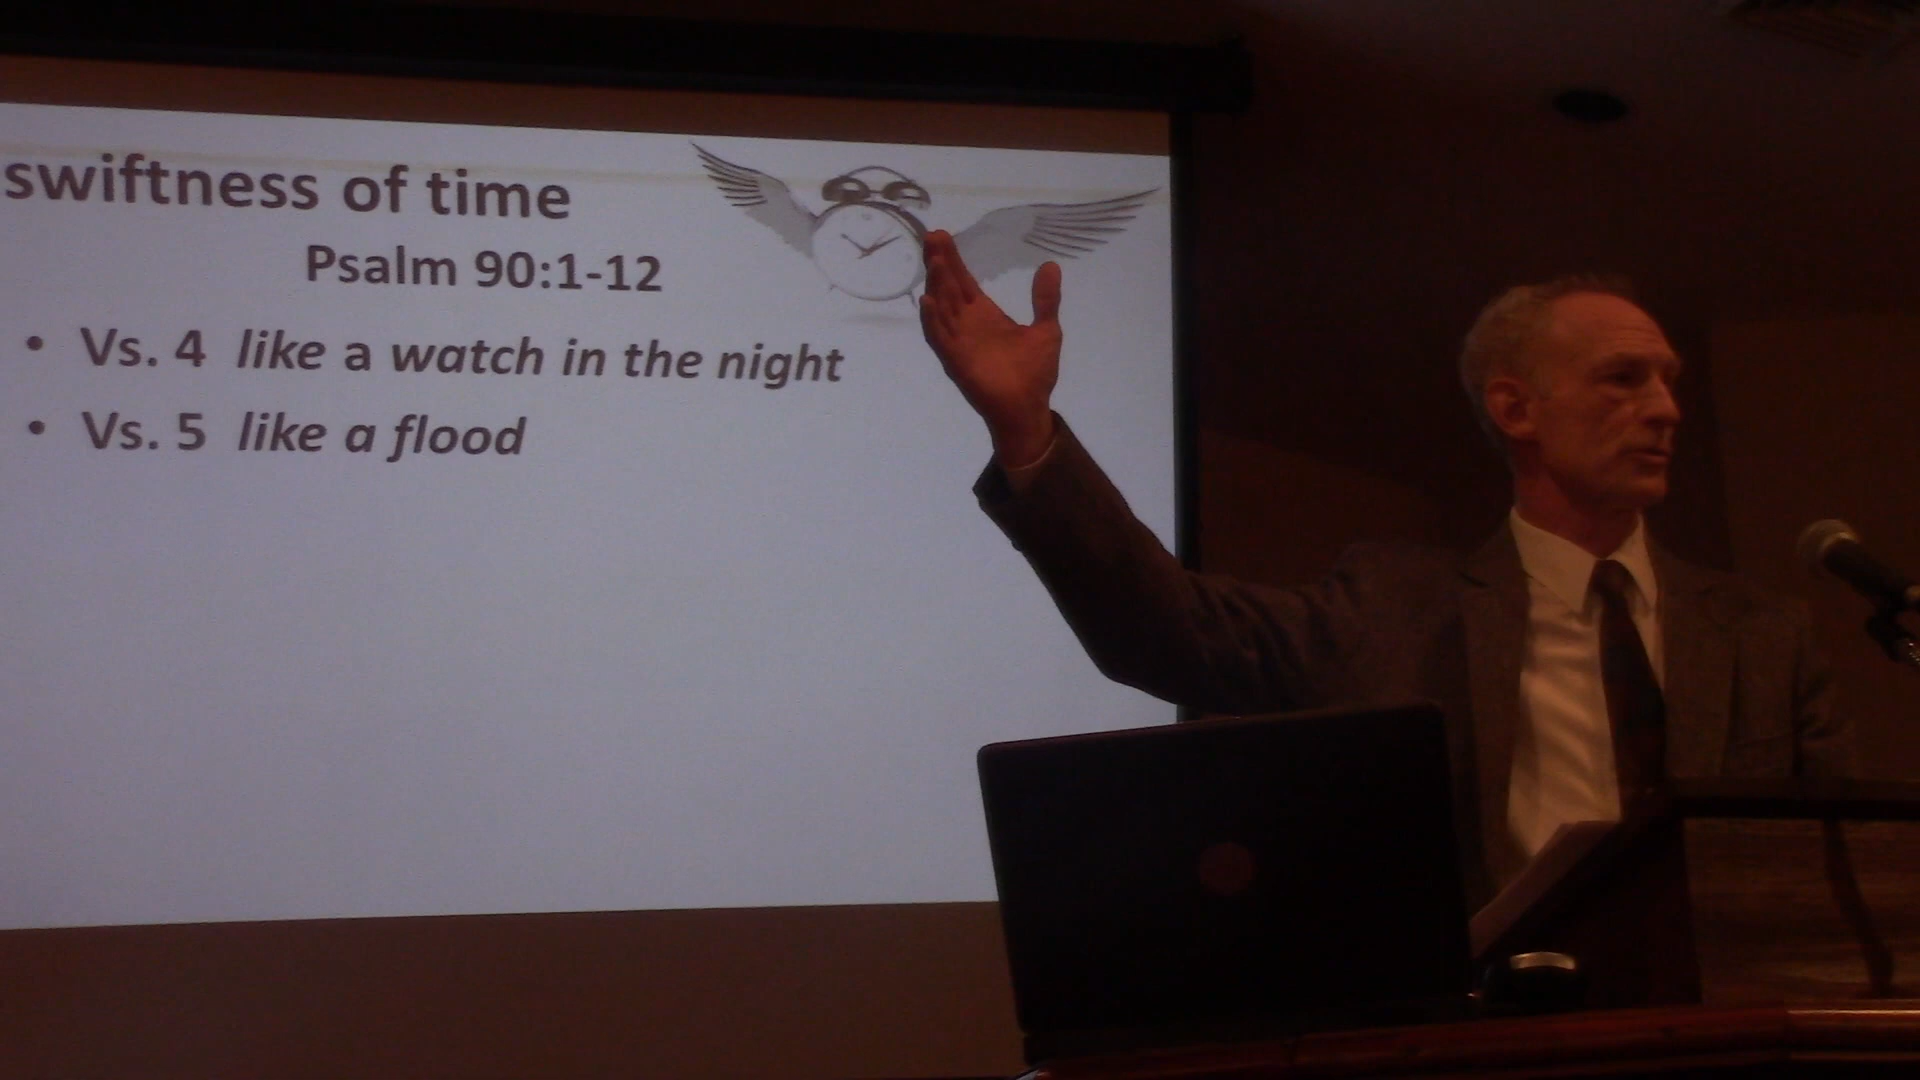 swiftness of time
Psalm 90:1-12
• Vs. 4 like a watch in the night
• Vs. 5 like a flood